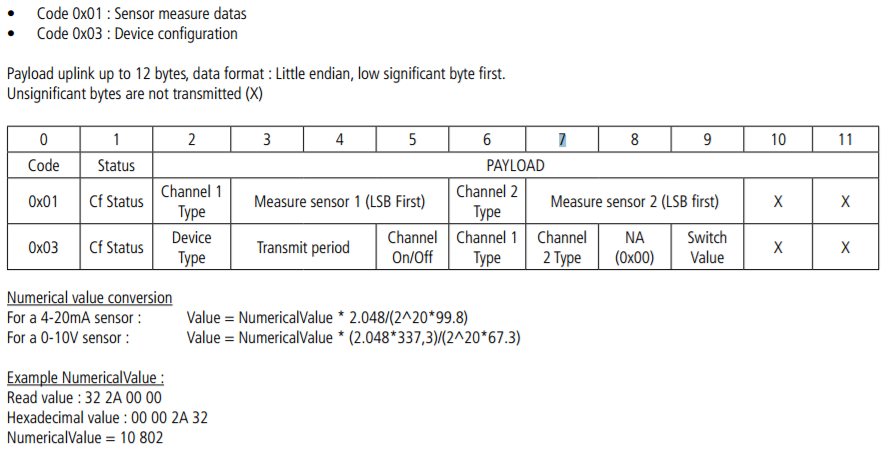 • Code 0x01 : Sensor measure datas
• Code 0x03 : Device configuration
Payload uplink up to 12 bytes, data format : Little endian, low significant byte first.
Unsignificant bytes are not transmitted (X)
0 1 2 3 4 5 6 7 8 9 10 11
Code Status PAYLOAD
0x01 Cf Status Channel 1 Type Measure sensor 1 (LSB First) Channel 2 Type Measure sensor 2 (LSB first) X X
0x03 Cf Status Device Type Transmit period Channel On/Off Channel 1 Type Channel 2 Type NA (0x00) Switch Value X X
Numerical value conversion
For a 4-20mA sensor : Value = NumericalValue * 2.048/(2^20*99.8)
For a 0-10V sensor : Value = NumericalValue * (2.048*337,3)/(2^20*67.3)
Example NumericalValue :
Read value : 32 2A 00 00
Hexadecimal value : 00 00 2A 32
NumericalValue = 10 802